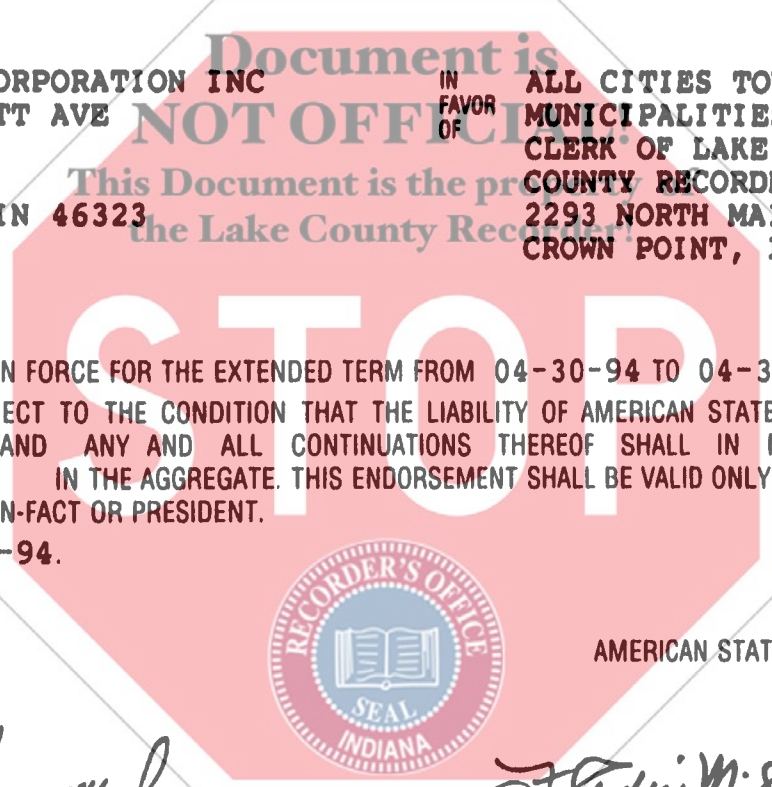 Document is
NOT OFFICIAL!
This Document is the property
the Lake County Recorder!
ORPORATION INC
TT AVE
IN 46323
IN
FAVOR
OF
ALL CITIES TO
MUNICIPALITIES
CLERK OF LAKE
COUNTY RECORDE
2293 NORTH MA
CROWN POINT,
STOP
N FORCE FOR THE EXTENDED TERM FROM 04-30-94 TO 04-3
ECT TO THE CONDITION THAT THE LIABILITY OF AMERICAN STATE
AND ANY AND ALL CONTINUATIONS THEREOF SHALL IN
IN THE AGGREGATE. THIS ENDORSEMENT SHALL BE VALID ONLY
N-FACT OR PRESIDENT.
-94.
RECORDER'S OFFICE
SEAL
INDIANA
AMERICAN STAT